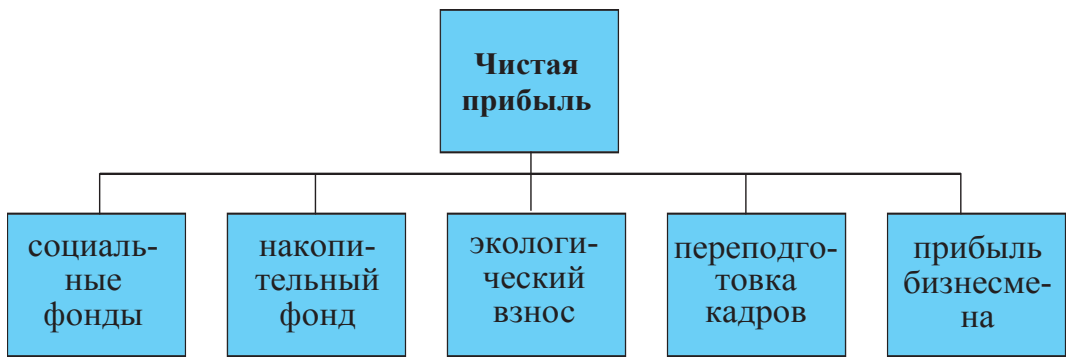 Чистая
прибыль
социаль-
ные
фонды
накопи-
тельный
фонд
экологи-
ческий
взнос
переподго-
товка
кадров
прибыль
бизнесме-
на